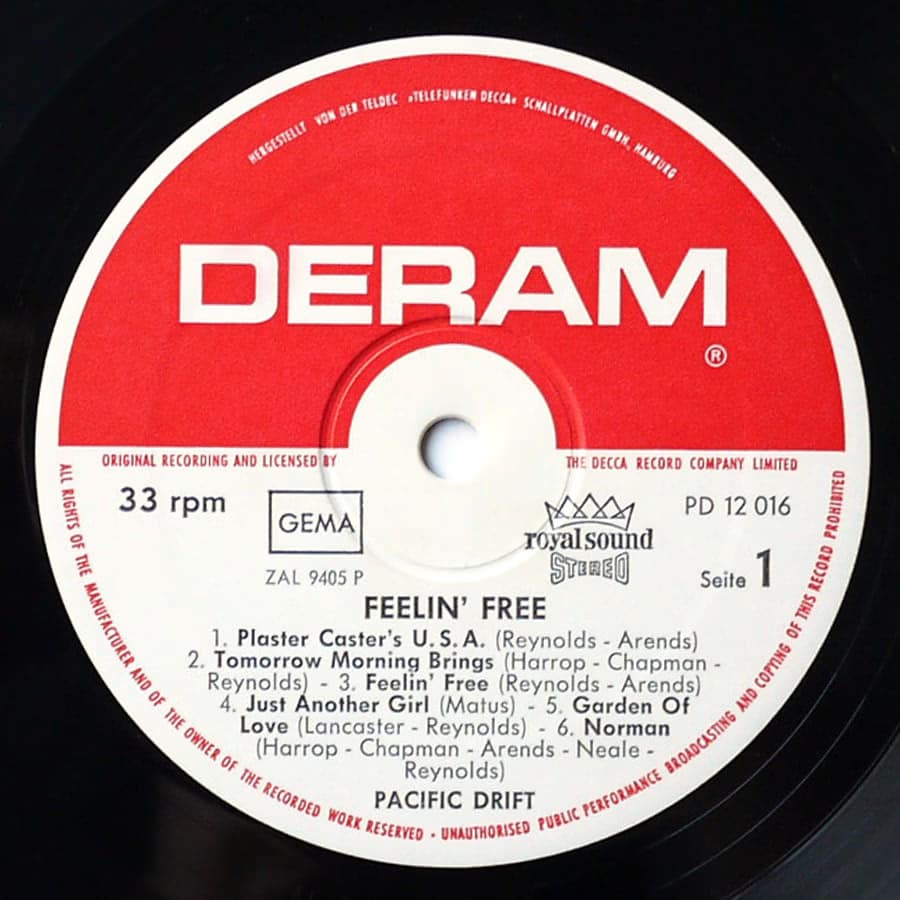 HERGESTELLT VON DER TELDEC »TELEFUNKEN DECCA« SCHALLPLATTEN GMBH, HAMBURG
DERAM
®
ORIGINAL RECORDING AND LICENSED BY THE DECCA RECORD COMPANY LIMITED
33 rpm
GEMA
ZAL 9405 P
royal sound
STEREO
PD 12 016
Seite 1
FEELIN' FREE
1. Plaster Caster's U.S.A. (Reynolds - Arends)
2. Tomorrow Morning Brings (Harrop - Chapman -
Reynolds) - 3. Feelin' Free (Reynolds - Arends)
4. Just Another Girl (Matus) - 5. Garden Of
Love (Lancaster - Reynolds) - 6. Norman
(Harrop - Chapman - Arends - Neale -
Reynolds)
PACIFIC DRIFT
ALL RIGHTS OF THE MANUFACTURER AND OF THE OWNER OF THE RECORDED WORK RESERVED · UNAUTHORISED PUBLIC PERFORMANCE BROADCASTING AND COPYING OF THIS RECORD PROHIBITED